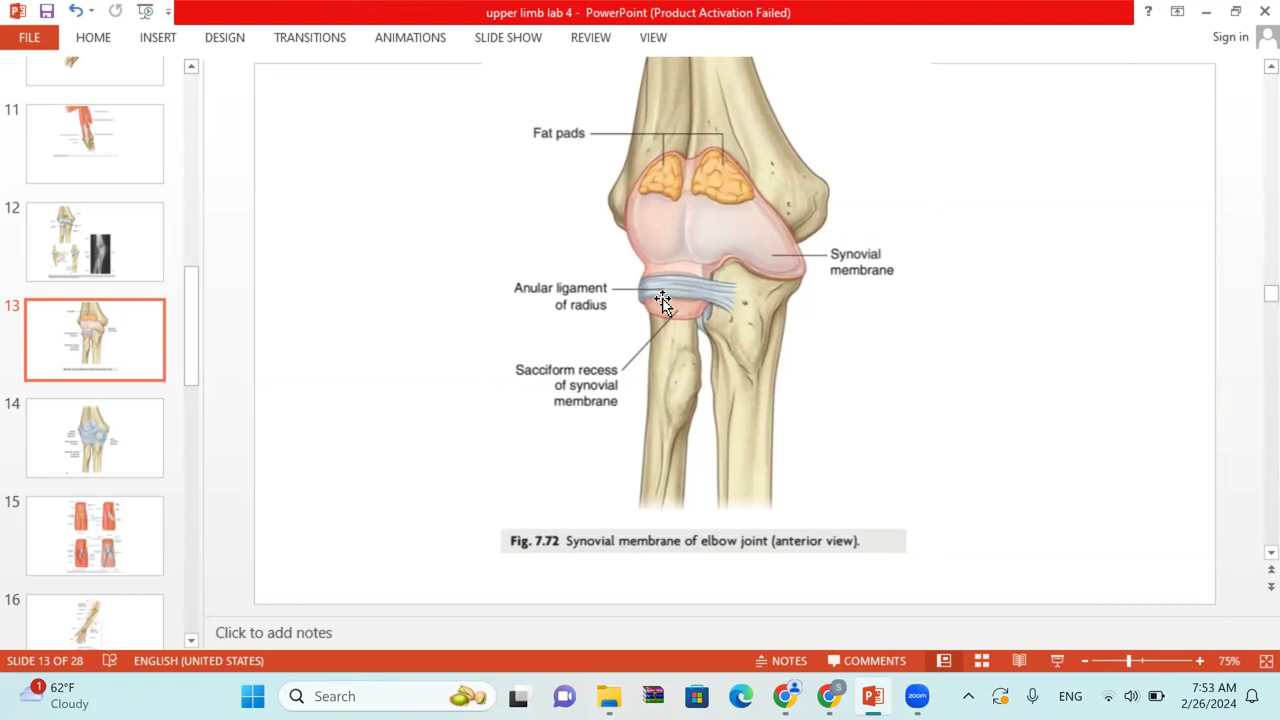 upper limb lab 4 - PowerPoint (Product Activation Failed)
?
FILE HOME INSERT DESIGN TRANSITIONS ANIMATIONS SLIDE SHOW REVIEW VIEW
Sign in
11
12
13
14
15
16
Fat pads
Synovial
membrane
Anular ligament
of radius
Sacciform recess
of synovial
membrane
Fig. 7.72 Synovial membrane of elbow joint (anterior view).
Click to add notes
SLIDE 13 OF 28 ENGLISH (UNITED STATES) NOTES COMMENTS 75%
1
62°F
Cloudy
Search
S
zoom
ENG
7:53 AM
2/26/2024